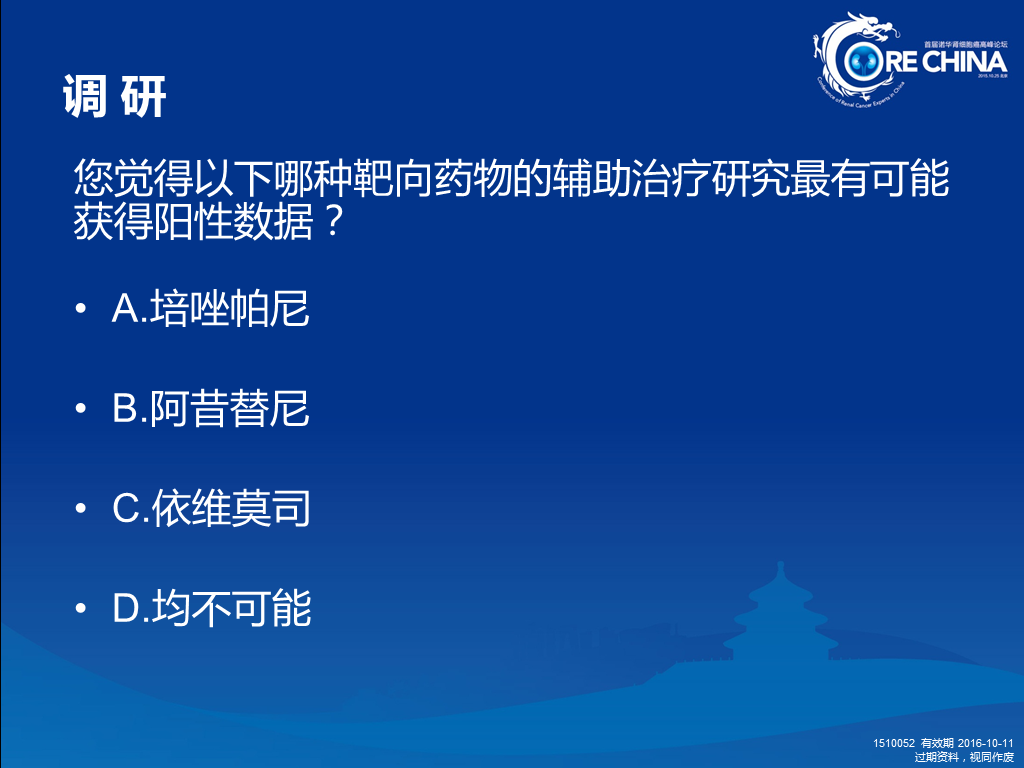 首届诺华肾细胞癌高峰论坛
CORE CHINA
2015.10.25 北京
Conference of Renal Cancer Experts in China
调 研
您觉得以下哪种靶向药物的辅助治疗研究最有可能
获得阳性数据？
• A.培唑帕尼
• B.阿昔替尼
• C.依维莫司
• D.均不可能
1510052 有效期 2016-10-11
过期资料，视同作废